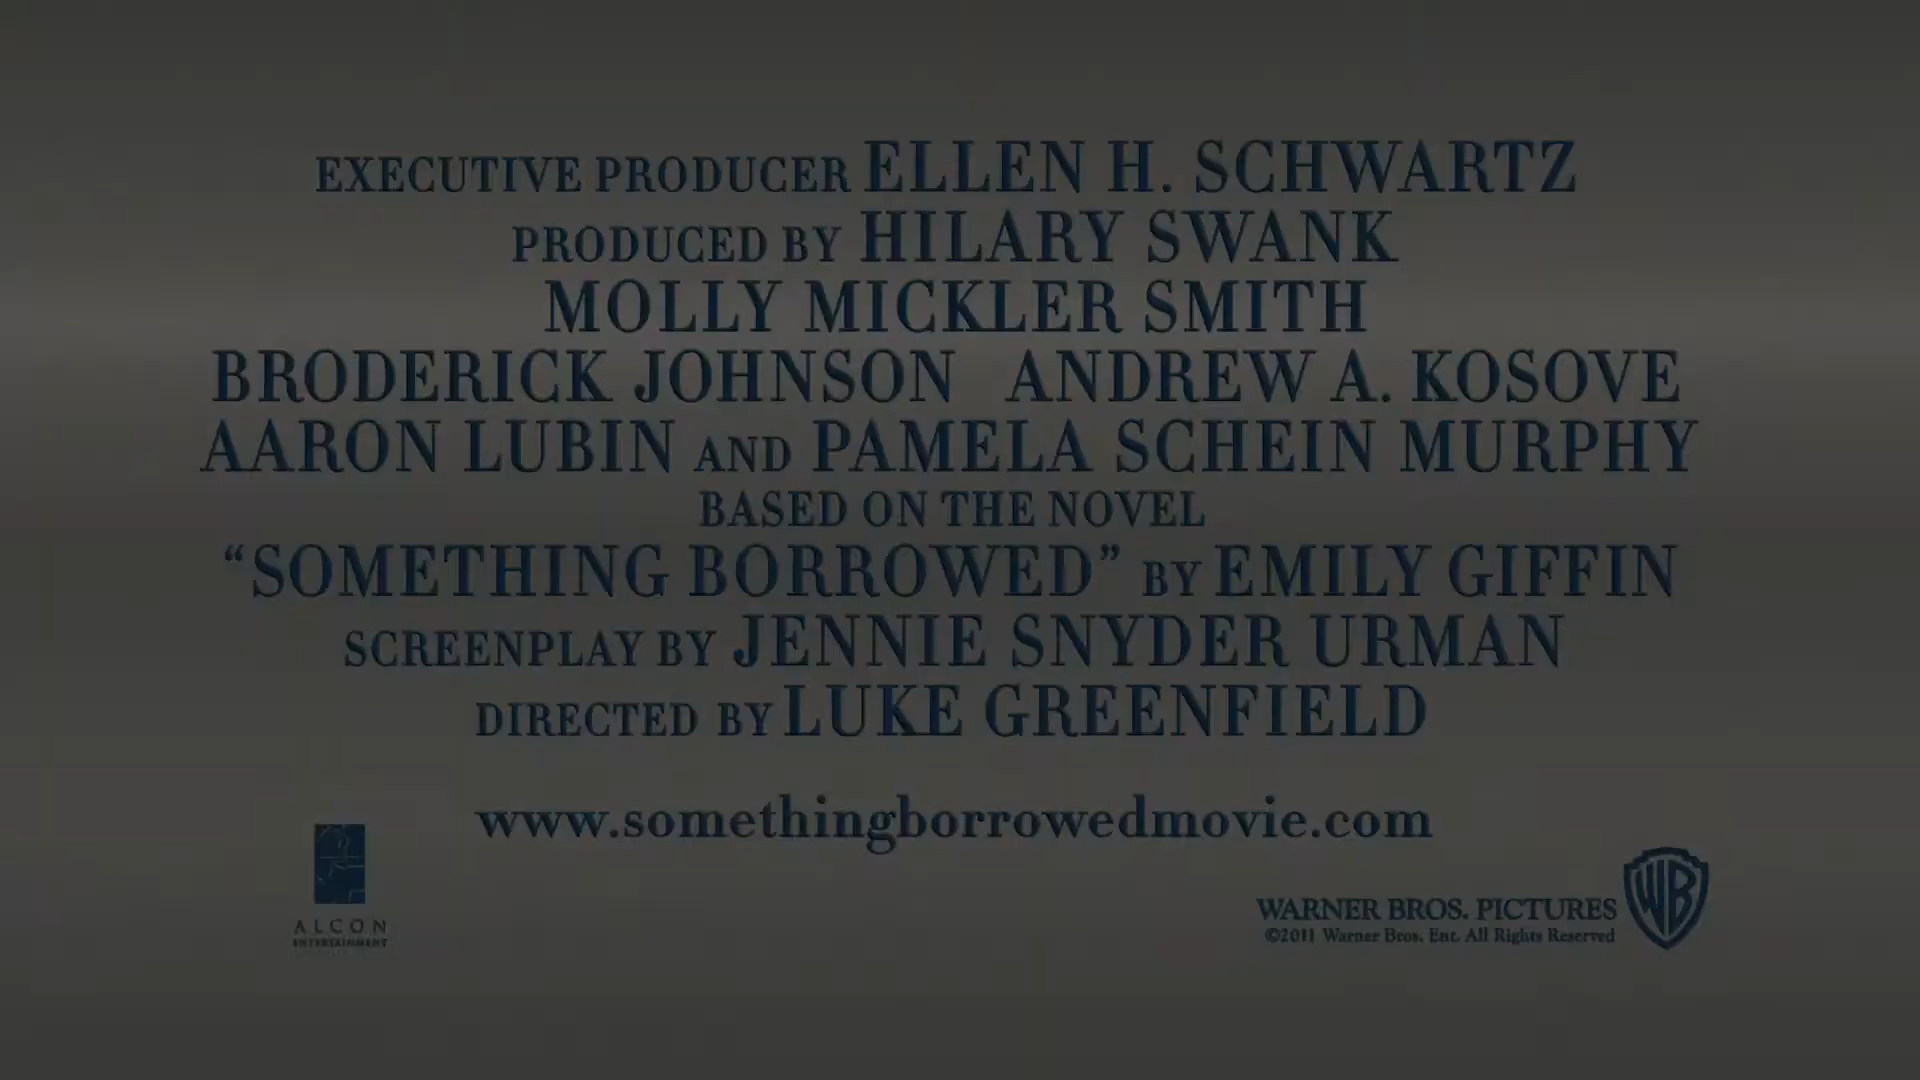 EXECUTIVE PRODUCER ELLEN H. SCHWARTZ
PRODUCED BY HILARY SWANK
MOLLY MICKLER SMITH
BRODERICK JOHNSON ANDREW A. KOSOVE
AARON LUBIN AND PAMELA SCHEIN MURPHY
BASED ON THE NOVEL
“SOMETHING BORROWED” BY EMILY GIFFIN
SCREENPLAY BY JENNIE SNYDER URMAN
DIRECTED BY LUKE GREENFIELD
www.somethingborrowedmovie.com
ALCON
ENTERTAINMENT
WARNER BROS. PICTURES
©2011 Warner Bros. Ent. All Rights Reserved
WB